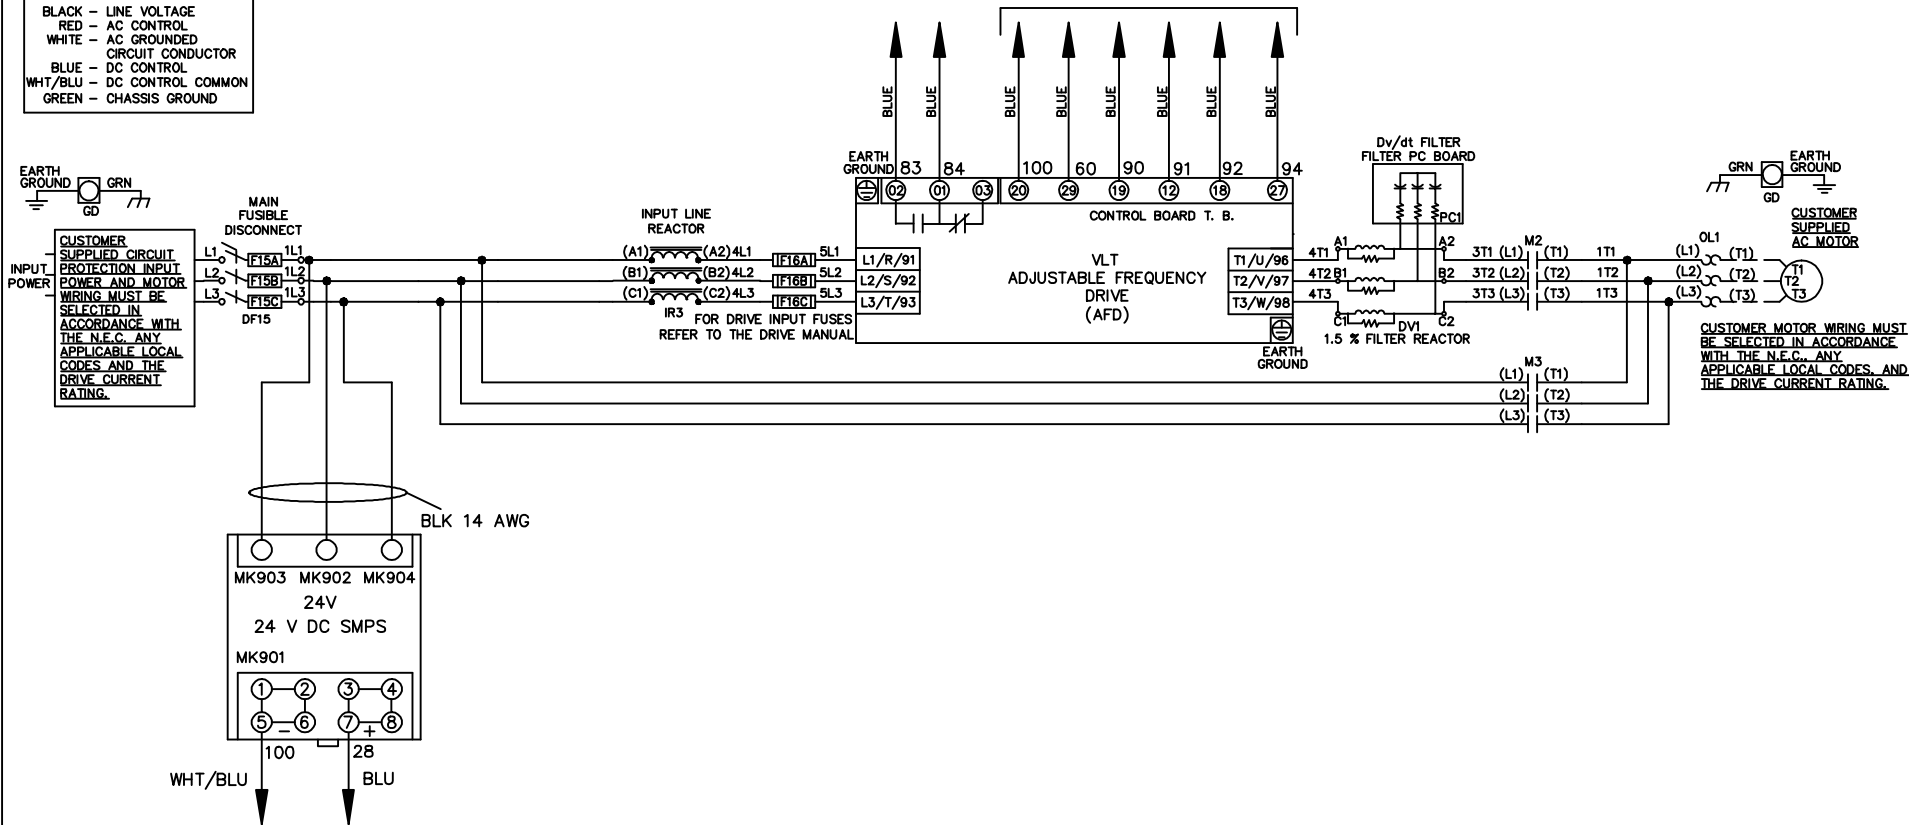 BLACK – LINE VOLTAGE
RED – AC CONTROL
WHITE – AC GROUNDED
CIRCUIT CONDUCTOR
BLUE – DC CONTROL
WHT/BLU – DC CONTROL COMMON
GREEN – CHASSIS GROUND
BLUE
BLUE
BLUE
BLUE
BLUE
BLUE
BLUE
BLUE
EARTH
GROUND
83
84
100
60
90
91
92
94
02
01
03
20
29
19
12
18
27
CONTROL BOARD T. B.
Dv/dt FILTER
FILTER PC BOARD
PC1
EARTH
GROUND
GRN
GD
GRN
EARTH
GROUND
GD
CUSTOMER
SUPPLIED
AC MOTOR
INPUT
POWER
CUSTOMER
SUPPLIED CIRCUIT
PROTECTION INPUT
POWER AND MOTOR
WIRING MUST BE
SELECTED IN
ACCORDANCE WITH
THE N.E.C. ANY
APPLICABLE LOCAL
CODES AND THE
DRIVE CURRENT
RATING.
MAIN
FUSIBLE
DISCONNECT
L1
F15A
1L1
L2
F15B
1L2
L3
F15C
1L3
DF15
INPUT LINE
REACTOR
(A1)
(A2)
4L1
F16A
5L1
(B1)
(B2)
4L2
F16B
5L2
(C1)
(C2)
4L3
F16C
5L3
IR3
FOR DRIVE INPUT FUSES
REFER TO THE DRIVE MANUAL
L1/R/91
L2/S/92
L3/T/93
VLT
ADJUSTABLE FREQUENCY
DRIVE
(AFD)
T1/U/96
T2/V/97
T3/W/98
EARTH
GROUND
4T1
A1
A2
4T2
B1
B2
4T3
C1
C2
DV1
1.5 % FILTER REACTOR
M2
3T1
(L1)
(T1)
1T1
3T2
(L2)
(T2)
1T2
3T3
(L3)
(T3)
1T3
OL1
(L1)
(T1)
(L2)
(T2)
(L3)
(T3)
T1
T2
T3
CUSTOMER MOTOR WIRING MUST
BE SELECTED IN ACCORDANCE
WITH THE N.E.C., ANY
APPLICABLE LOCAL CODES, AND
THE DRIVE CURRENT RATING.
M3
(L1)
(T1)
(L2)
(T2)
(L3)
(T3)
BLK 14 AWG
MK903
MK902
MK904
24V
24 V DC SMPS
MK901
1
2
3
4
5
6
7
8
–
+
100
28
WHT/BLU
BLU